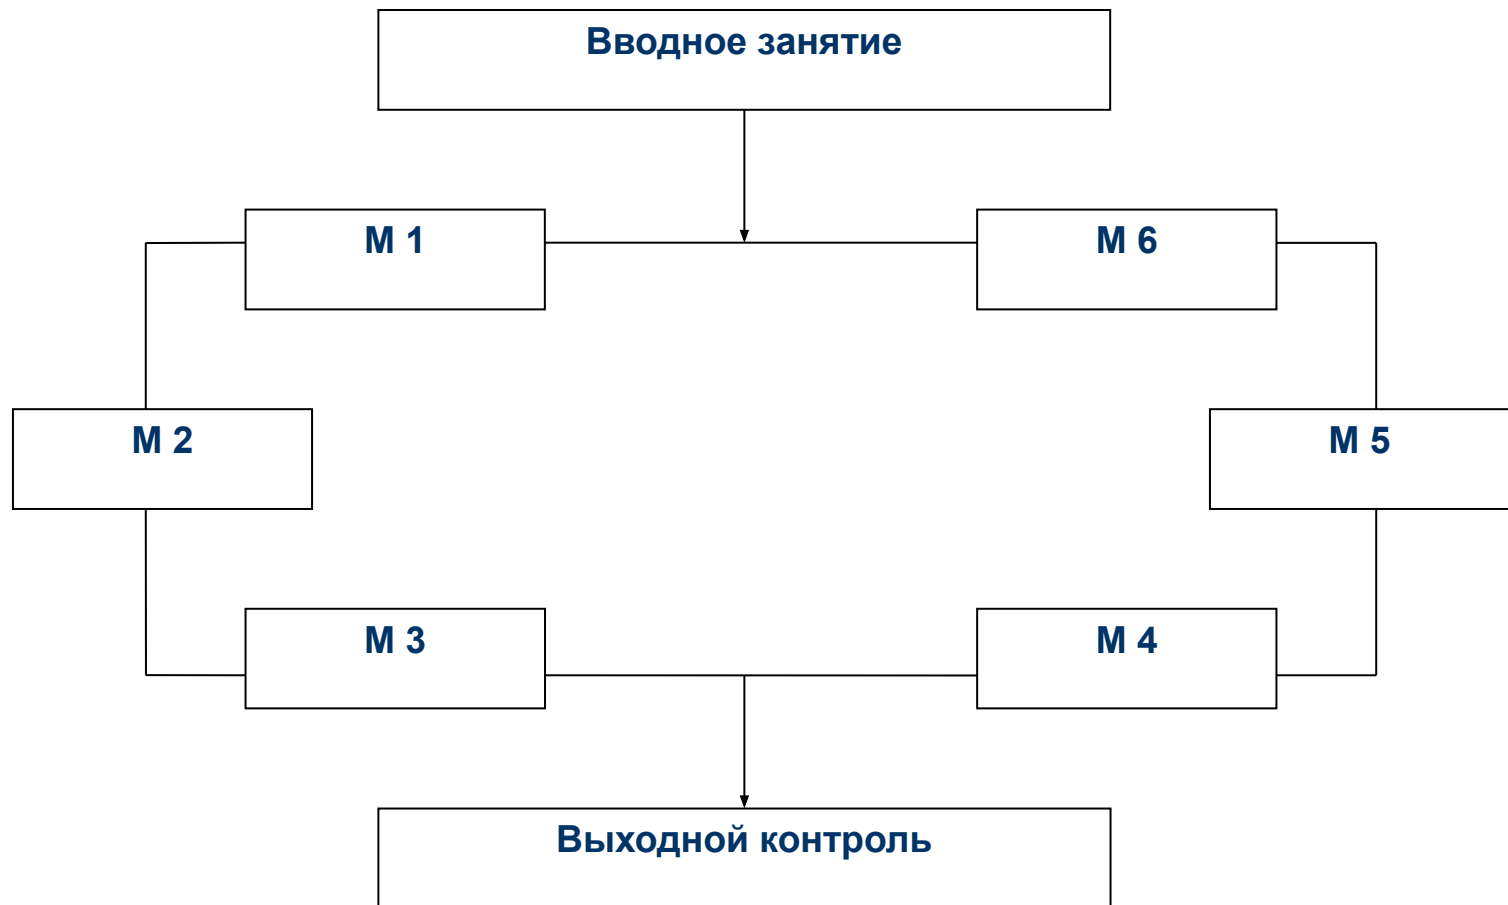 Вводное занятие
М 1
М 6
М 2
М 5
М 3
М 4
Выходной контроль